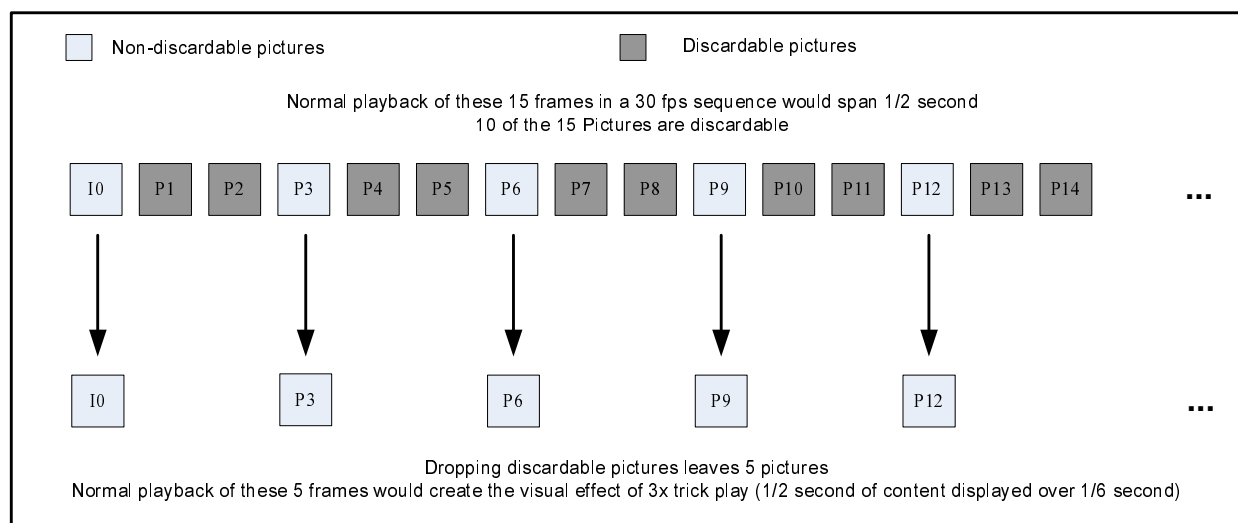 Non-discardable pictures Discardable pictures
Normal playback of these 15 frames in a 30 fps sequence would span 1/2 second
10 of the 15 Pictures are discardable
I0 P1 P2 P3 P4 P5 P6 P7 P8 P9 P10 P11 P12 P13 P14 ...
I0 P3 P6 P9 P12 ...
Dropping discardable pictures leaves 5 pictures
Normal playback of these 5 frames would create the visual effect of 3x trick play (1/2 second of content displayed over 1/6 second)